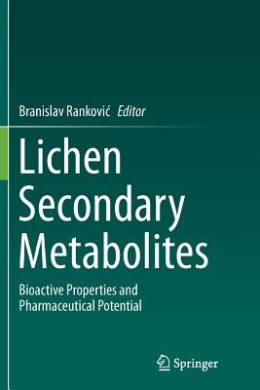 Branislav Ranković Editor
Lichen
Secondary
Metabolites
Bioactive Properties and
Pharmaceutical Potential
Springer